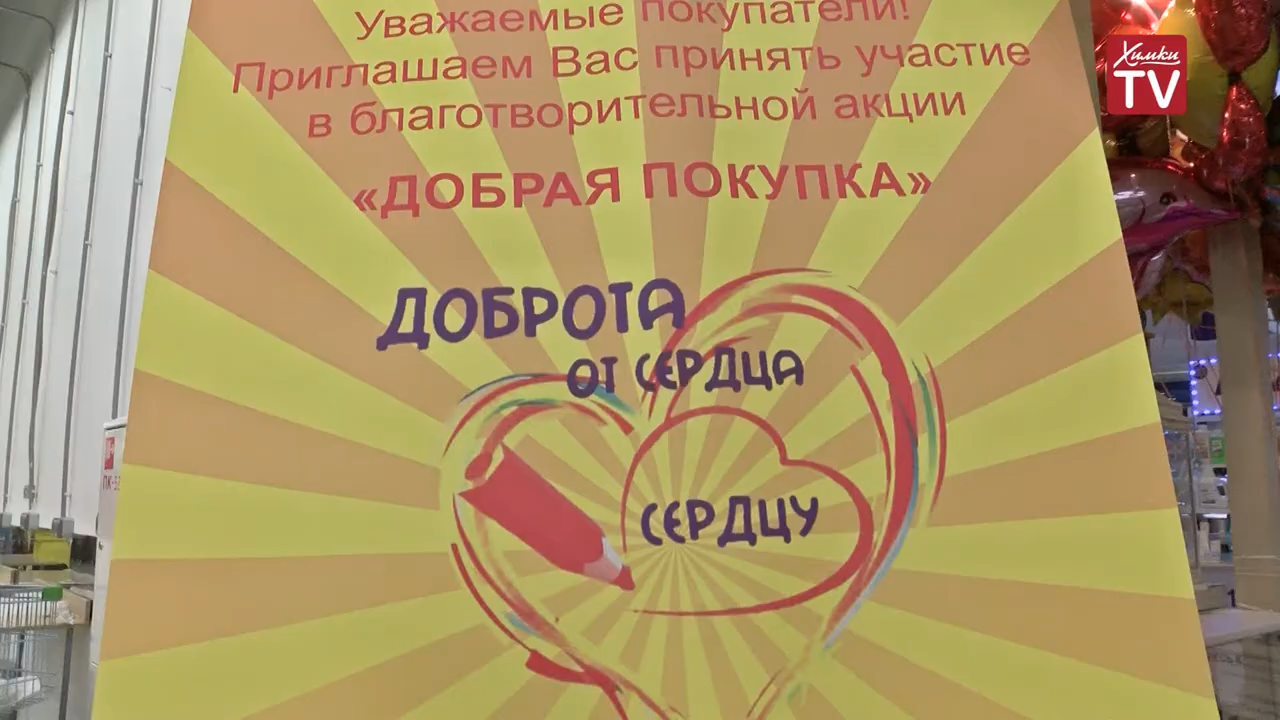 Уважаемые покупатели!
Приглашаем Вас принять участие
в благотворительной акции
«ДОБРАЯ ПОКУПКА»
ДОБРОТА
ОТ СЕРДЦА
СЕРДЦУ
Химки
TV